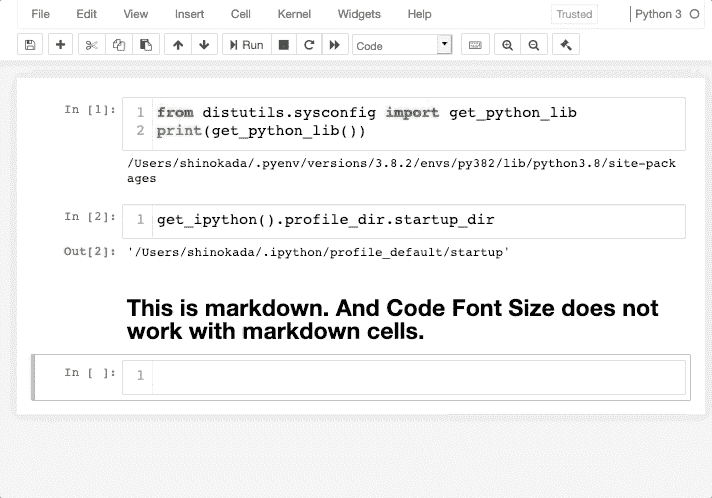 File Edit View Insert Cell Kernel Widgets Help Trusted Python 3
Run Code
In [1]: 1 from distutils.sysconfig import get_python_lib
2 print(get_python_lib())
/Users/shinokada/.pyenv/versions/3.8.2/envs/py382/lib/python3.8/site-pack
ages
In [2]: 1 get_ipython().profile_dir.startup_dir
Out[2]: '/Users/shinokada/.ipython/profile_default/startup'
This is markdown. And Code Font Size does not
work with markdown cells.
In [ ]: 1